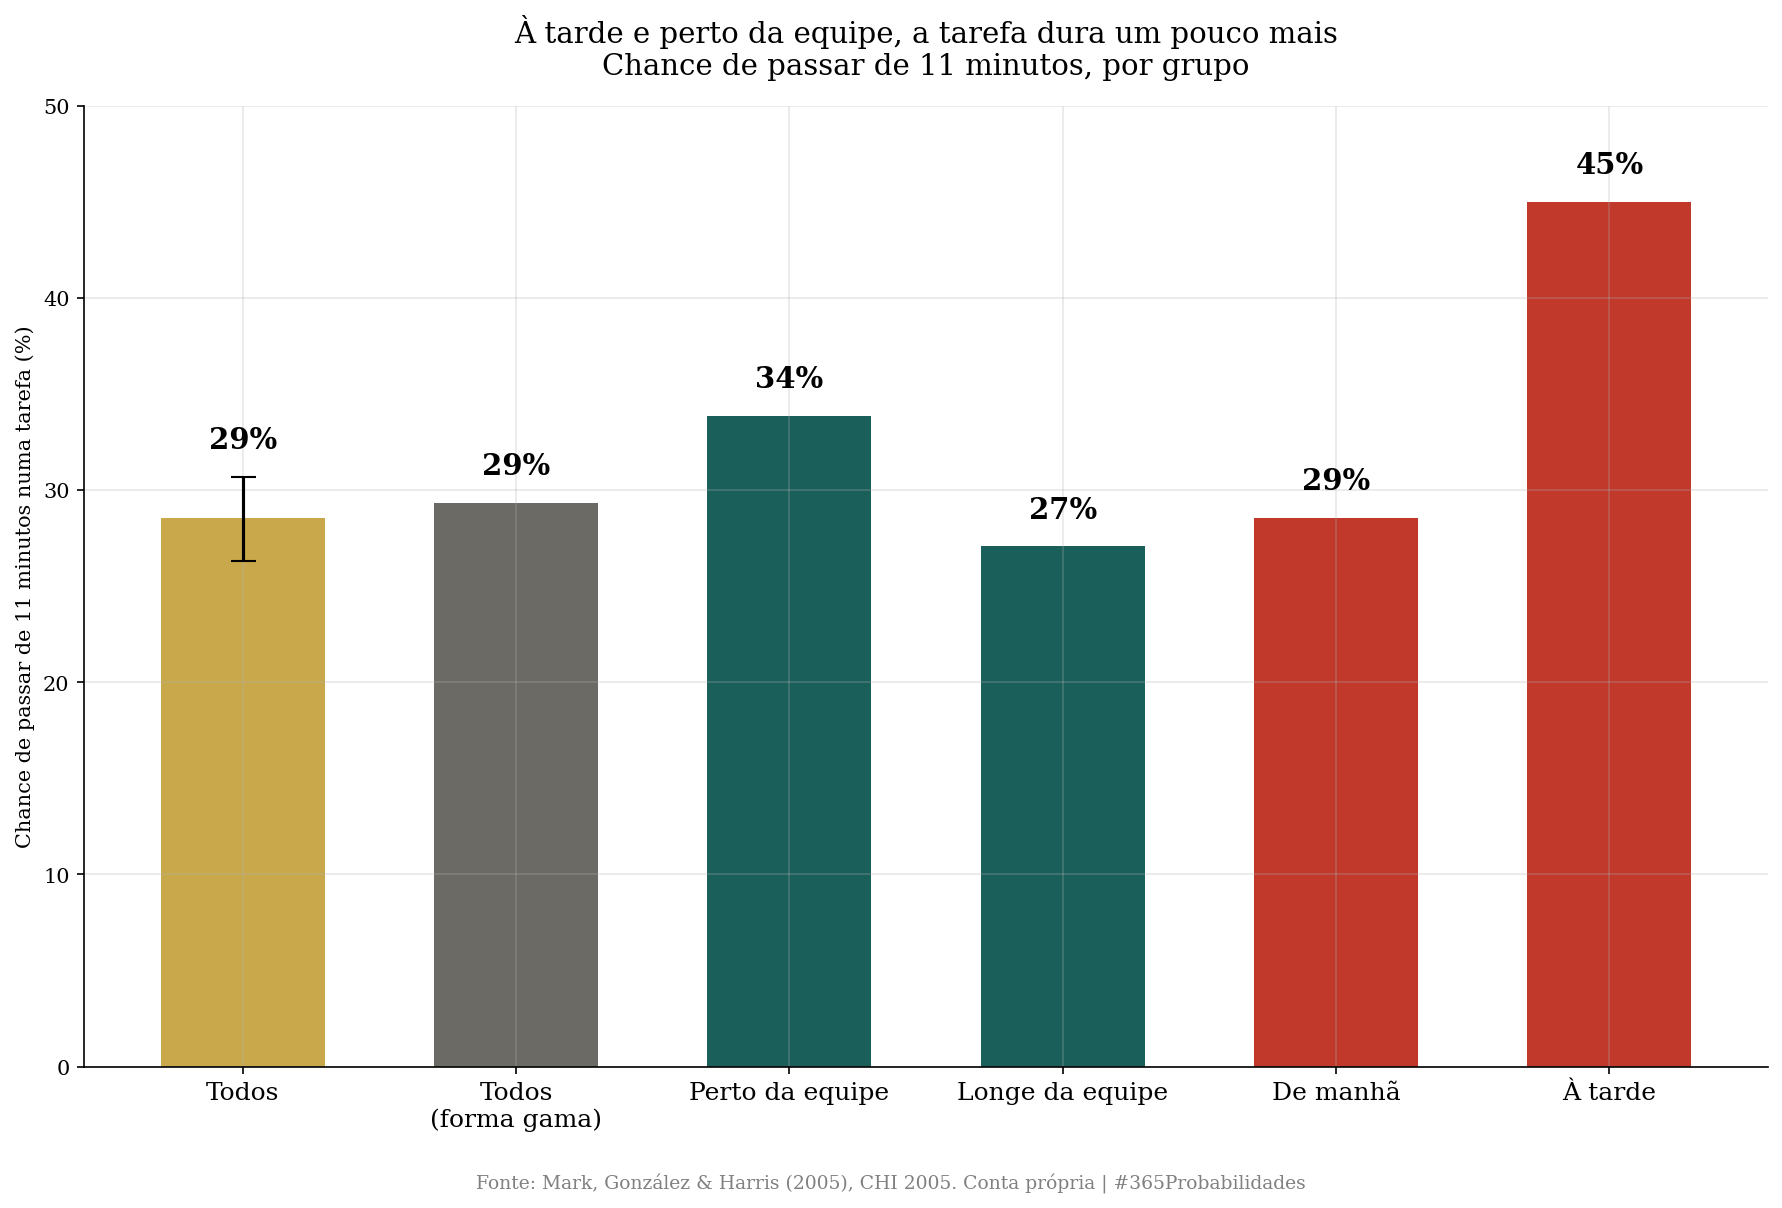 À tarde e perto da equipe, a tarefa dura um pouco mais
Chance de passar de 11 minutos, por grupo
Chance de passar de 11 minutos numa tarefa (%)
50
40
30
20
10
0
29%
29%
34%
27%
29%
45%
Todos
Todos
(forma gama)
Perto da equipe
Longe da equipe
De manhã
À tarde
Fonte: Mark, González & Harris (2005), CHI 2005. Conta própria | #365Probabilidades